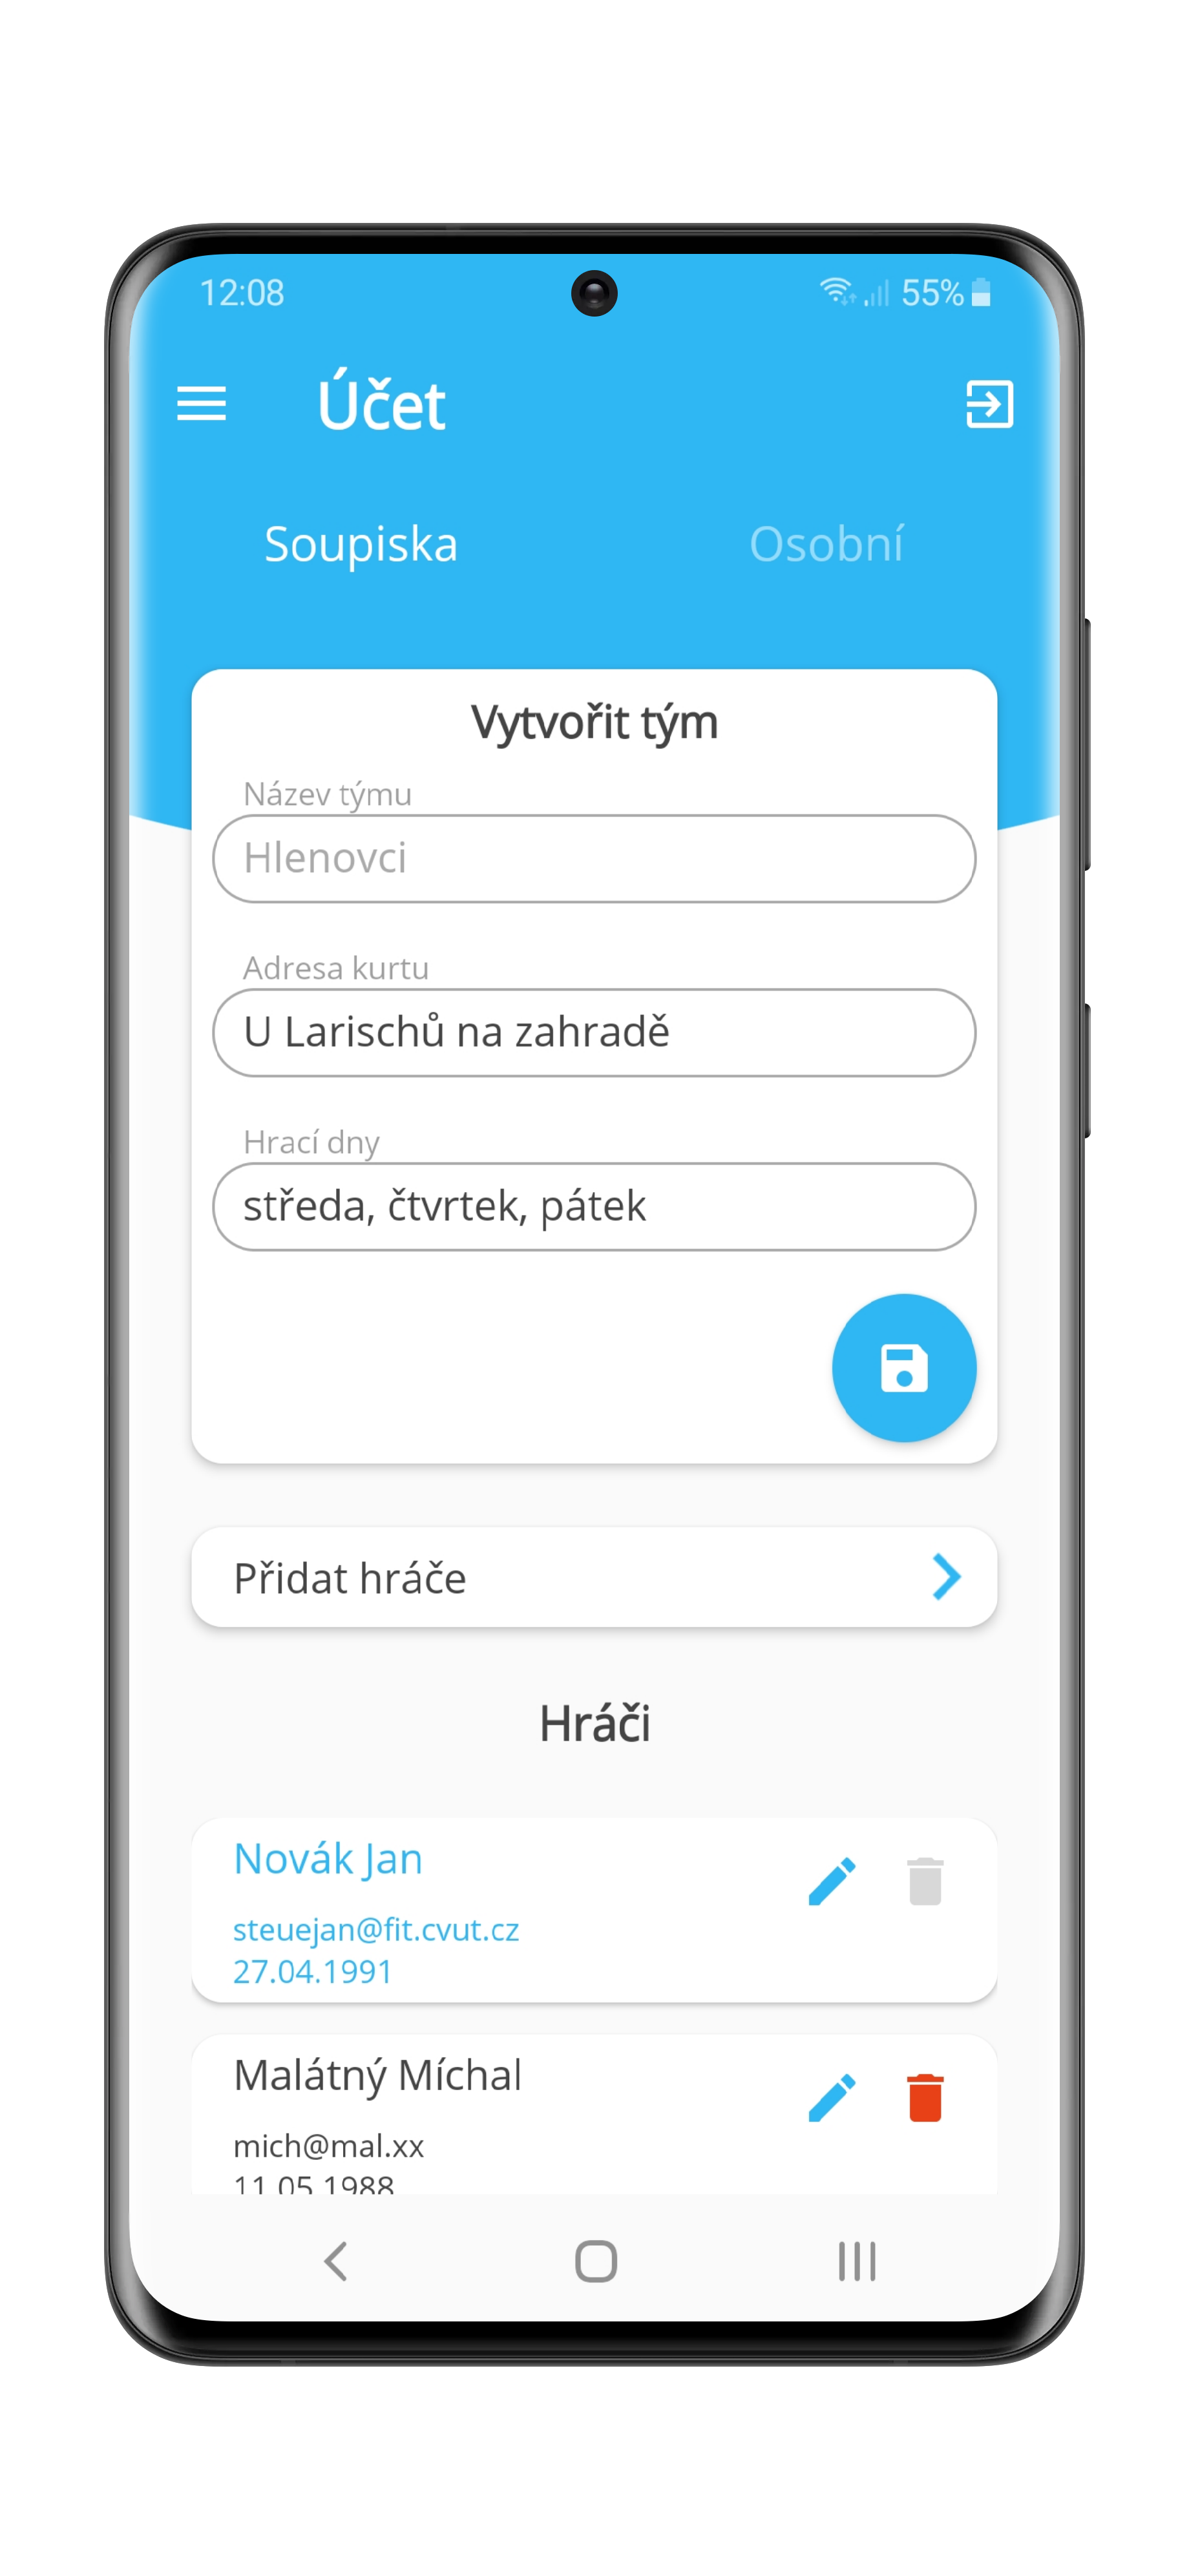 12:08
55%
Účet
Soupiska
Osobní
Vytvořit tým
Název týmu
Hlenovci
Adresa kurtu
U Larischů na zahradě
Hrací dny
středa, čtvrtek, pátek
Přidat hráče
Hráči
Novák Jan
steuejan@fit.cvut.cz
27.04.1991
Malátný Míchal
mich@mal.xx
11.05.1988